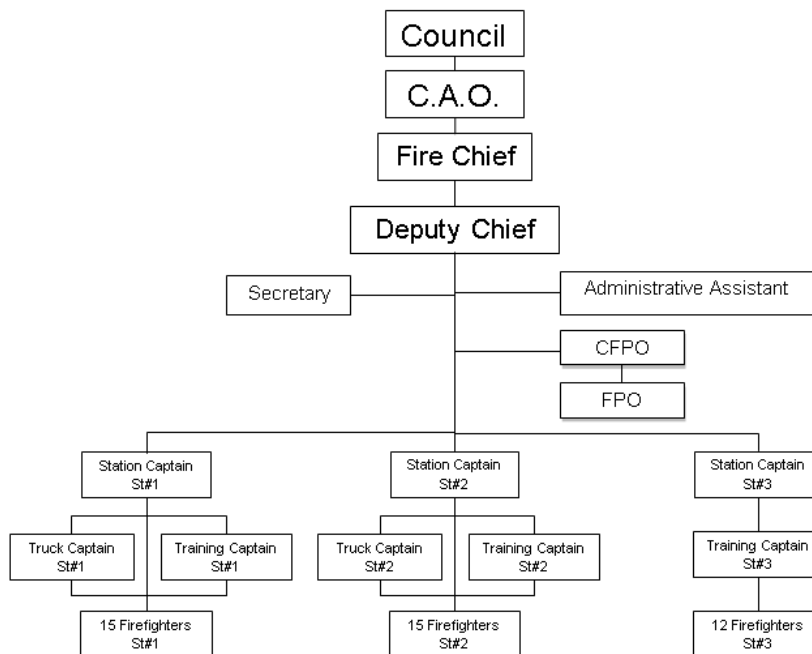 Council
C.A.O.
Fire Chief
Deputy Chief
Secretary
Administrative Assistant
CFPO
FPO
Station Captain
St#1
Station Captain
St#2
Station Captain
St#3
Truck Captain
St#1
Training Captain
St#1
Truck Captain
St#2
Training Captain
St#2
Training Captain
St#3
15 Firefighters
St#1
15 Firefighters
St#2
12 Firefighters
St#3